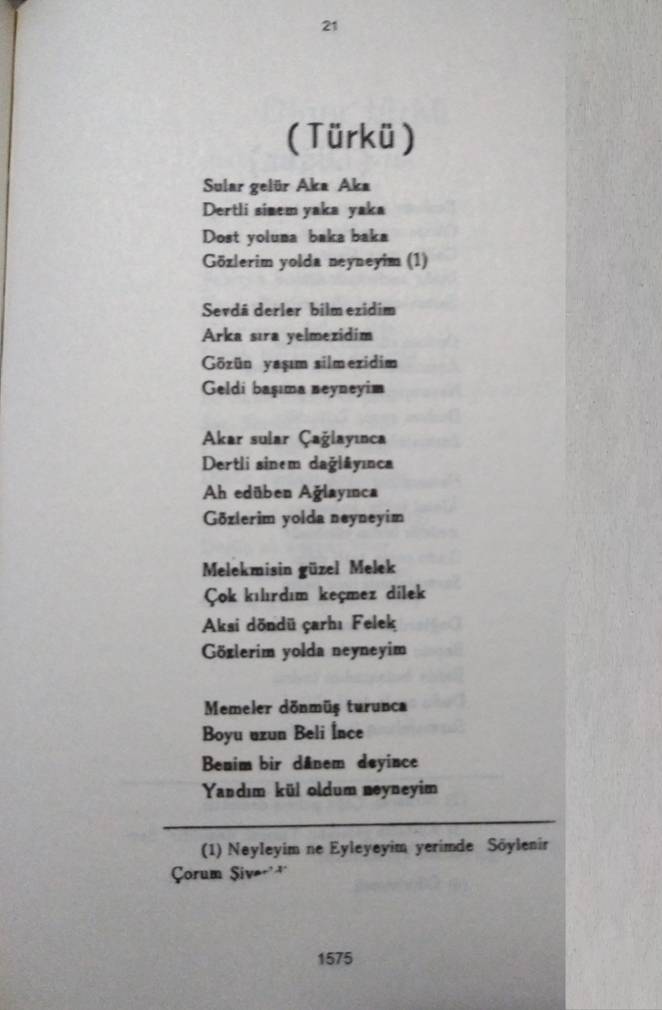 21
(Türkü)
Sular gelür Aka Aka
Dertli sinem yaka yaka
Dost yoluna baka baka
Gözlerim yolda neyneyim (1)
Sevdâ derler bilmezidim
Arka sıra yelmezidim
Gözün yaşım silmezidim
Geldi başıma neyneyim
Akar sular Çağlayınca
Dertli sinem dağlâyınca
Ah edüben Ağlayınca
Gözlerim yolda neyneyim
Melekmisin güzel Melek
Çok kılırdım keçmez dilek
Aksi döndü çarhı Felek
Gözlerim yolda neyneyim
Memeler dönmüş turunca
Boyu uzun Beli İnce
Benim bir dânem deyince
Yandım kül oldum neyneyim
(1) Neyleyim ne Eyleyeyim yerimde Söylenir
Çorum
1575